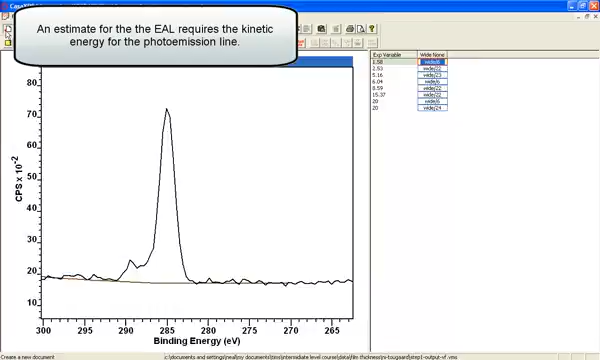 An estimate for the the EAL requires the kinetic
energy for the photoemission line.
Exp Variable Wide None
1.58 wide/6
2.93 wide/22
5.16 wide/23
6.04 wide/6
8.59 wide/22
15.37 wide/22
20 wide/6
20 wide/24
80
70
60
50
40
30
20
10
CPS x 10⁻²
300 295 290 285 280 275 270 265
Binding Energy (eV)
Create a new document